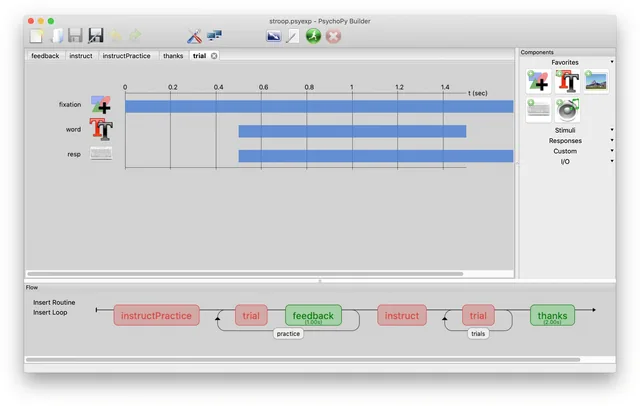 stroop.psyexp - PsychoPy Builder
feedback instruct instructPractice thanks trial
Components
Favorites
0 0.2 0.4 0.6 0.8 1 1.2 1.4
t (sec)
fixation
word
resp
Stimuli
Responses
Custom
I/O
Flow
Insert Routine
Insert Loop
instructPractice
trial
feedback
(1.00s)
practice
instruct
trial
trials
thanks
(2.00s)